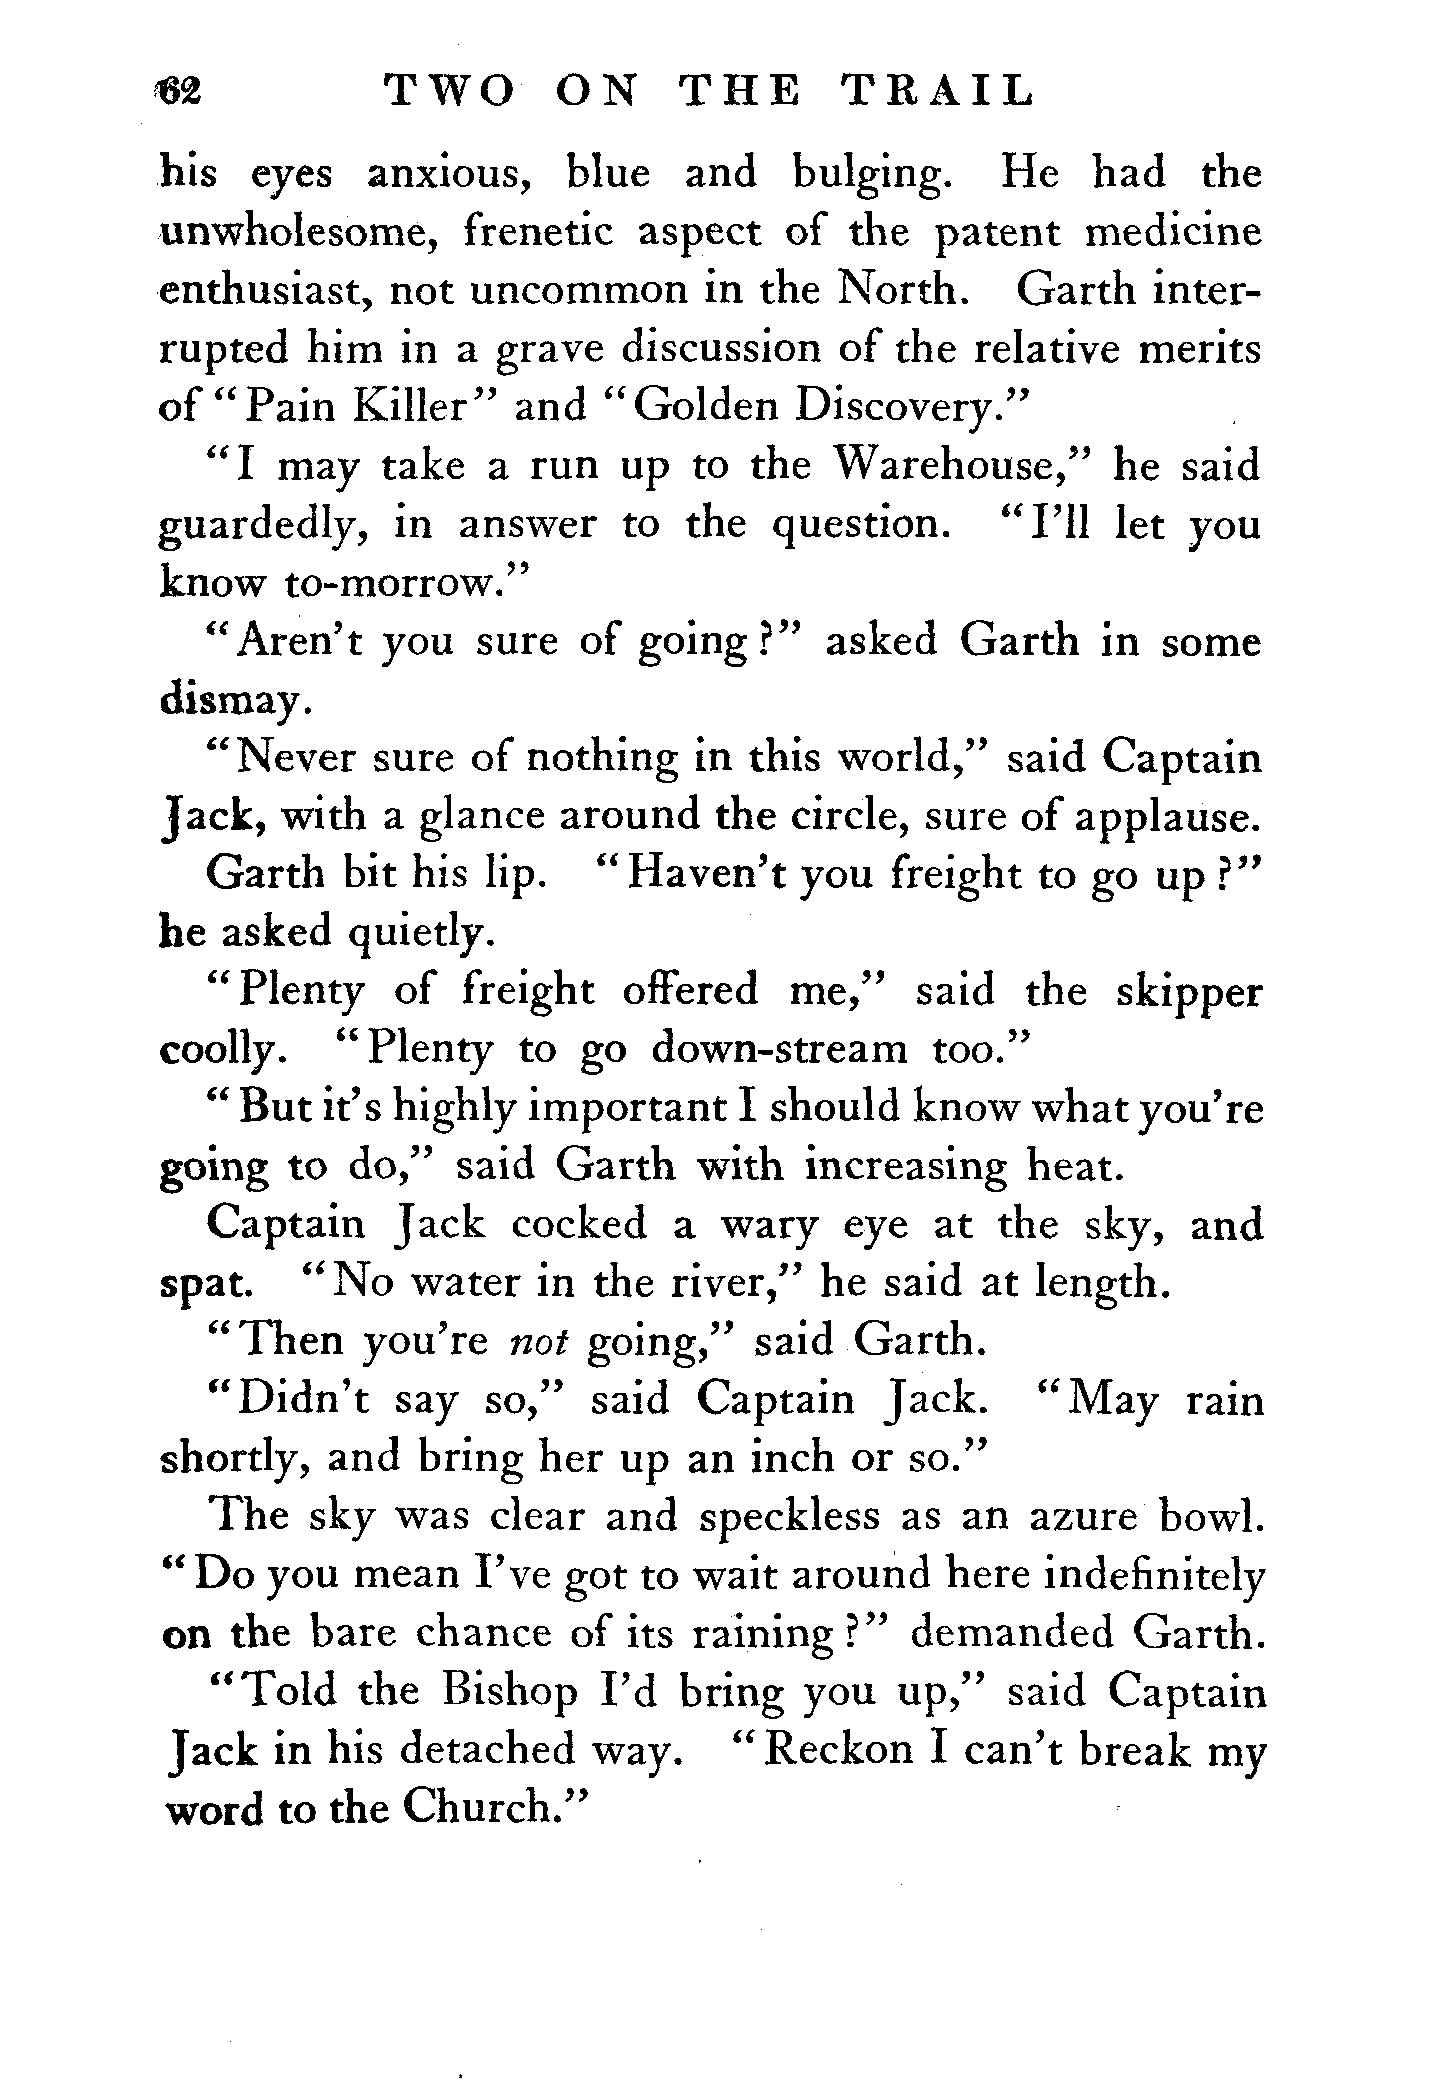 62 TWO ON THE TRAIL
his eyes anxious, blue and bulging. He had the
unwholesome, frenetic aspect of the patent medicine
enthusiast, not uncommon in the North. Garth inter-
rupted him in a grave discussion of the relative merits
of “Pain Killer” and “Golden Discovery.”
“I may take a run up to the Warehouse,” he said
guardedly, in answer to the question. “I’ll let you
know to-morrow.”
“Aren’t you sure of going?” asked Garth in some
dismay.
“Never sure of nothing in this world,” said Captain
Jack, with a glance around the circle, sure of applause.
Garth bit his lip. “Haven’t you freight to go up?”
he asked quietly.
“Plenty of freight offered me,” said the skipper
coolly. “Plenty to go down-stream too.”
“But it’s highly important I should know what you’re
going to do,” said Garth with increasing heat.
Captain Jack cocked a wary eye at the sky, and
spat. “No water in the river,” he said at length.
“Then you’re not going,” said Garth.
“Didn’t say so,” said Captain Jack. “May rain
shortly, and bring her up an inch or so.”
The sky was clear and speckless as an azure bowl.
“Do you mean I’ve got to wait around here indefinitely
on the bare chance of its raining?” demanded Garth.
“Told the Bishop I’d bring you up,” said Captain
Jack in his detached way. “Reckon I can’t break my
word to the Church.”